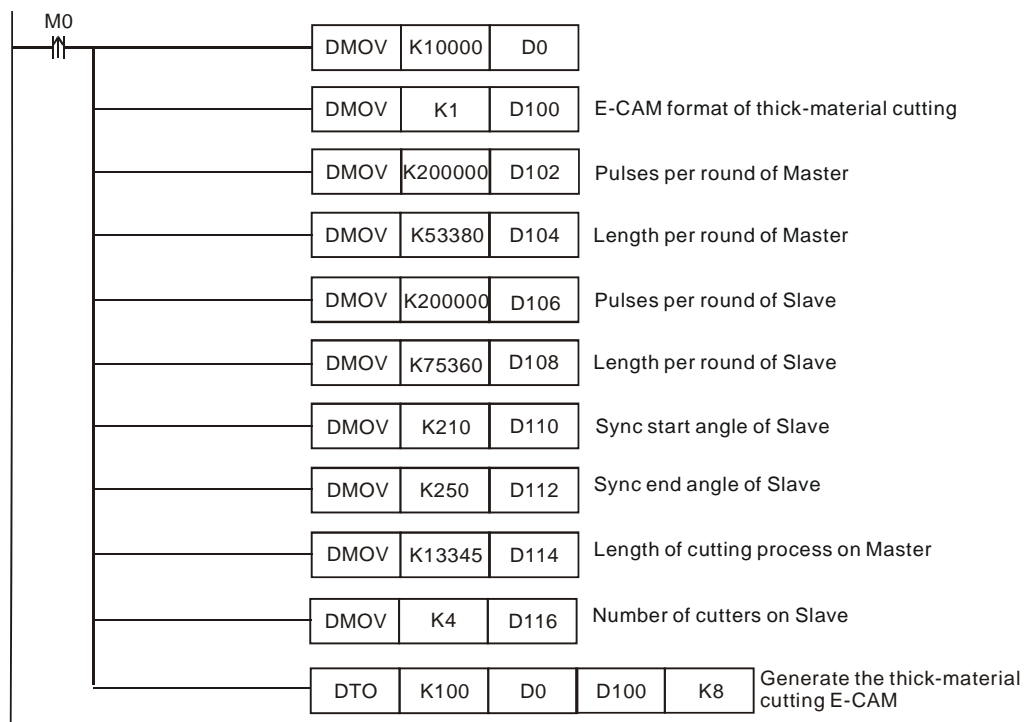 M0
DMOV K10000 D0
DMOV K1 D100 E-CAM format of thick-material cutting
DMOV K200000 D102 Pulses per round of Master
DMOV K53380 D104 Length per round of Master
DMOV K200000 D106 Pulses per round of Slave
DMOV K75360 D108 Length per round of Slave
DMOV K210 D110 Sync start angle of Slave
DMOV K250 D112 Sync end angle of Slave
DMOV K13345 D114 Length of cutting process on Master
DMOV K4 D116 Number of cutters on Slave
DTO K100 D0 D100 K8 Generate the thick-material
cutting E-CAM